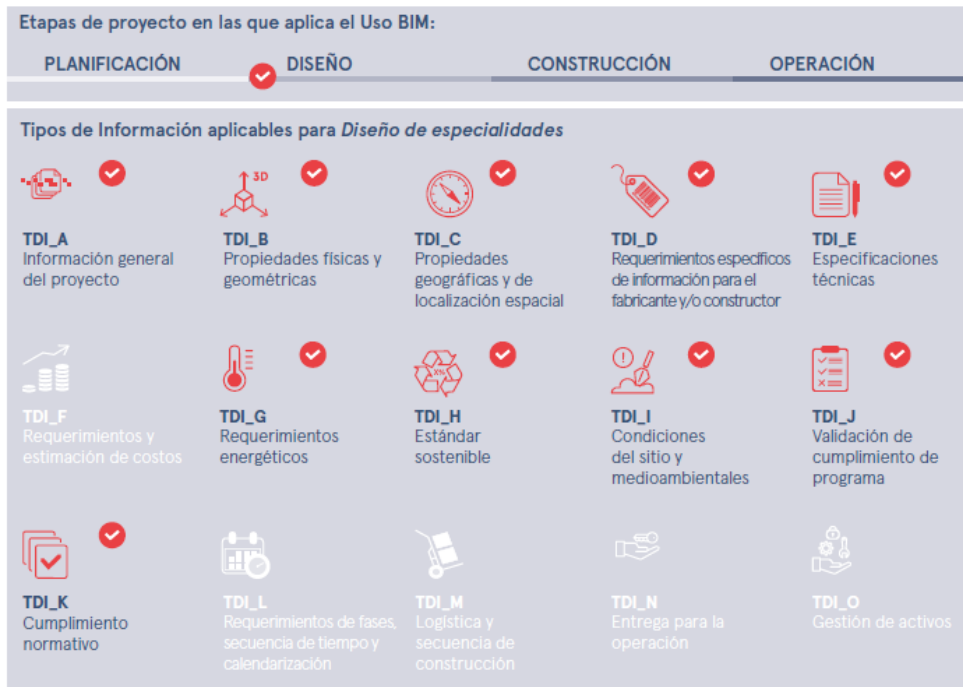 Etapas de proyecto en las que aplica el Uso BIM:
PLANIFICACIÓN DISEÑO CONSTRUCCIÓN OPERACIÓN
Tipos de Información aplicables para Diseño de especialidades
3D
TDI_A
Información general
del proyecto
TDI_B
Propiedades físicas y
geométricas
TDI_C
Propiedades
geográficas y de
localización espacial
TDI_D
Requerimientos específicos
de información para el
fabricante y/o constructor
TDI_E
Especificaciones
técnicas
TDI_F
Requerimientos y
estimación de costos
TDI_G
Requerimientos
energéticos
X%
TDI_H
Estándar
sostenible
TDI_I
Condiciones
del sitio y
medioambientales
TDI_J
Validación de
cumplimiento de
programa
TDI_K
Cumplimiento
normativo
TDI_L
Requerimientos de fases,
secuencia de tiempo y
calendarización
TDI_M
Logística y
secuencia de
construcción
TDI_N
Entrega para la
operación
TDI_O
Gestión de activos